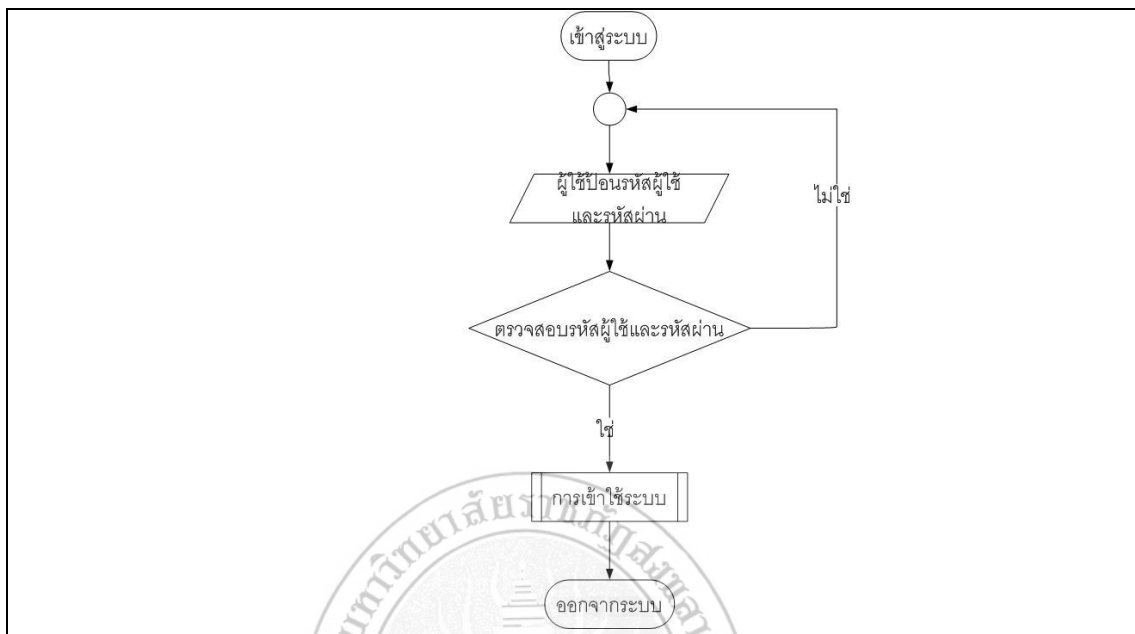 เข้าสู่ระบบ
ผู้ใช้ป้อนรหัสผู้ใช้
และรหัสผ่าน
ไม่ใช่
ตรวจสอบรหัสผู้ใช้และรหัสผ่าน
ใช่
การเข้าใช้ระบบ
ออกจากระบบ